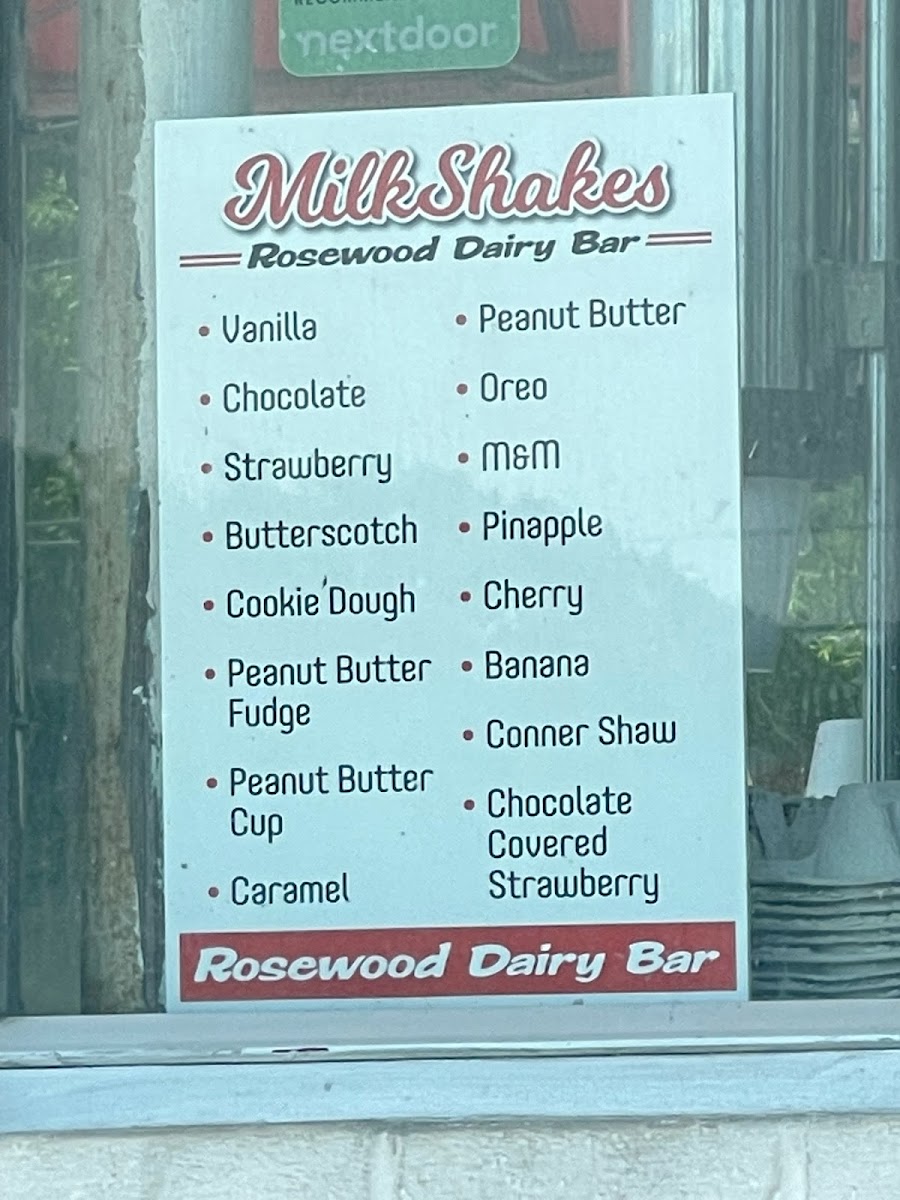 nextdoor
MilkShakes
Rosewood Dairy Bar
• Vanilla
• Chocolate
• Strawberry
• Butterscotch
• Cookie Dough
• Peanut Butter
Fudge
• Peanut Butter
Cup
• Caramel
• Peanut Butter
• Oreo
• M&M
• Pinapple
• Cherry
• Banana
• Conner Shaw
• Chocolate
Covered
Strawberry
Rosewood Dairy Bar